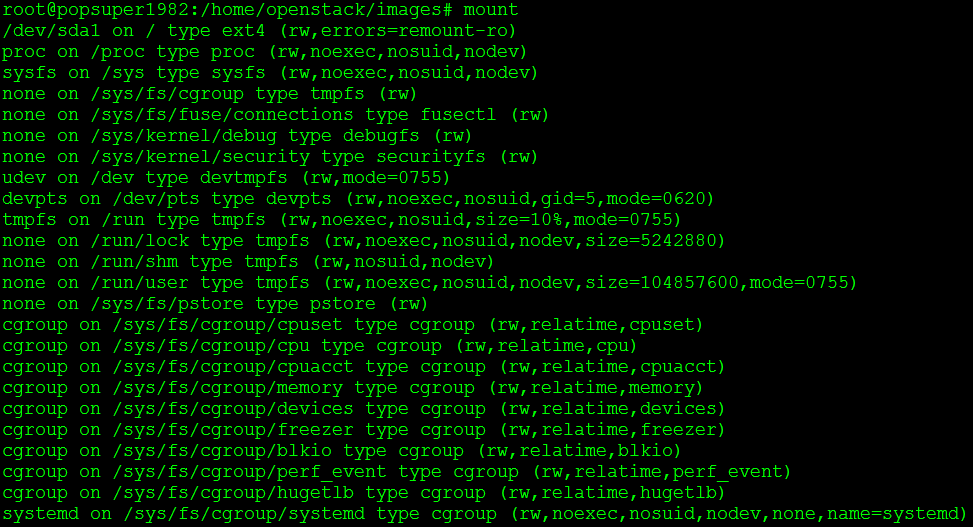 root@popsuper1982:/home/openstack/images# mount
/dev/sda1 on / type ext4 (rw,errors=remount-ro)
proc on /proc type proc (rw,noexec,nosuid,nodev)
sysfs on /sys type sysfs (rw,noexec,nosuid,nodev)
none on /sys/fs/cgroup type tmpfs (rw)
none on /sys/fs/fuse/connections type fusectl (rw)
none on /sys/kernel/debug type debugfs (rw)
none on /sys/kernel/security type securityfs (rw)
udev on /dev type devtmpfs (rw,mode=0755)
devpts on /dev/pts type devpts (rw,noexec,nosuid,gid=5,mode=0620)
tmpfs on /run type tmpfs (rw,noexec,nosuid,size=10%,mode=0755)
none on /run/lock type tmpfs (rw,noexec,nosuid,nodev,size=5242880)
none on /run/shm type tmpfs (rw,nosuid,nodev)
none on /run/user type tmpfs (rw,noexec,nosuid,nodev,size=104857600,mode=0755)
none on /sys/fs/pstore type pstore (rw)
cgroup on /sys/fs/cgroup/cpuset type cgroup (rw,relatime,cpuset)
cgroup on /sys/fs/cgroup/cpu type cgroup (rw,relatime,cpu)
cgroup on /sys/fs/cgroup/cpuacct type cgroup (rw,relatime,cpuacct)
cgroup on /sys/fs/cgroup/memory type cgroup (rw,relatime,memory)
cgroup on /sys/fs/cgroup/devices type cgroup (rw,relatime,devices)
cgroup on /sys/fs/cgroup/freezer type cgroup (rw,relatime,freezer)
cgroup on /sys/fs/cgroup/blkio type cgroup (rw,relatime,blkio)
cgroup on /sys/fs/cgroup/perf_event type cgroup (rw,relatime,perf_event)
cgroup on /sys/fs/cgroup/hugetlb type cgroup (rw,relatime,hugetlb)
systemd on /sys/fs/cgroup/systemd type cgroup (rw,noexec,nosuid,nodev,none,name=systemd)